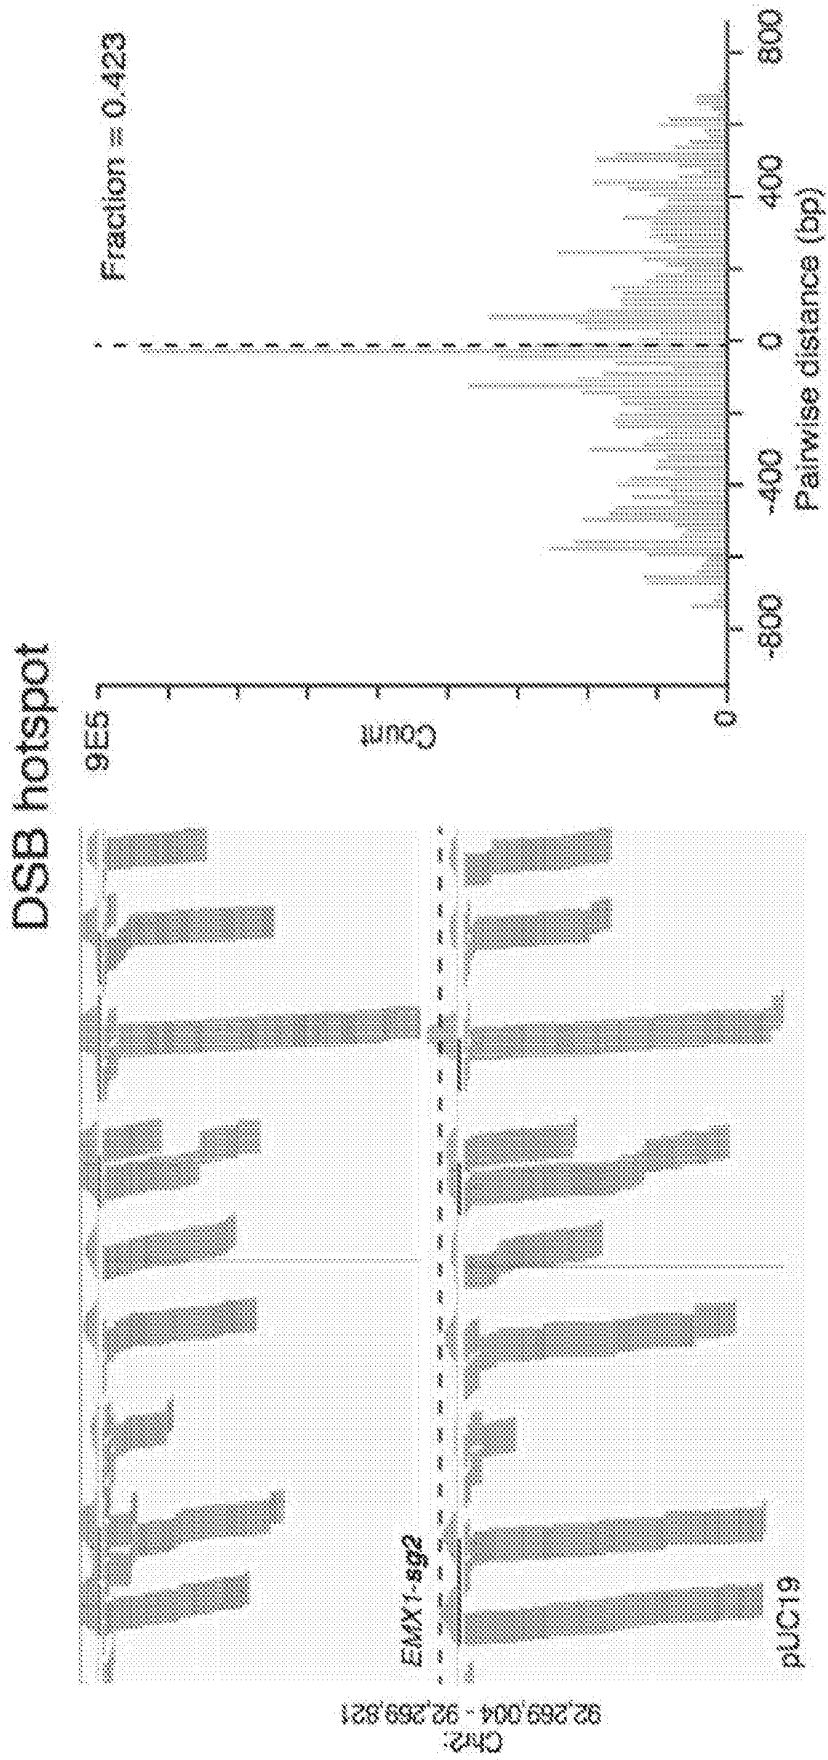 DSB hotspot
Chr2:
92,269,004 - 92,269,821
EMX1-sg2
pUC19
Fraction = 0.423
9E5
Count
0
-800
-400
0
400
800
Pairwise distance (bp)